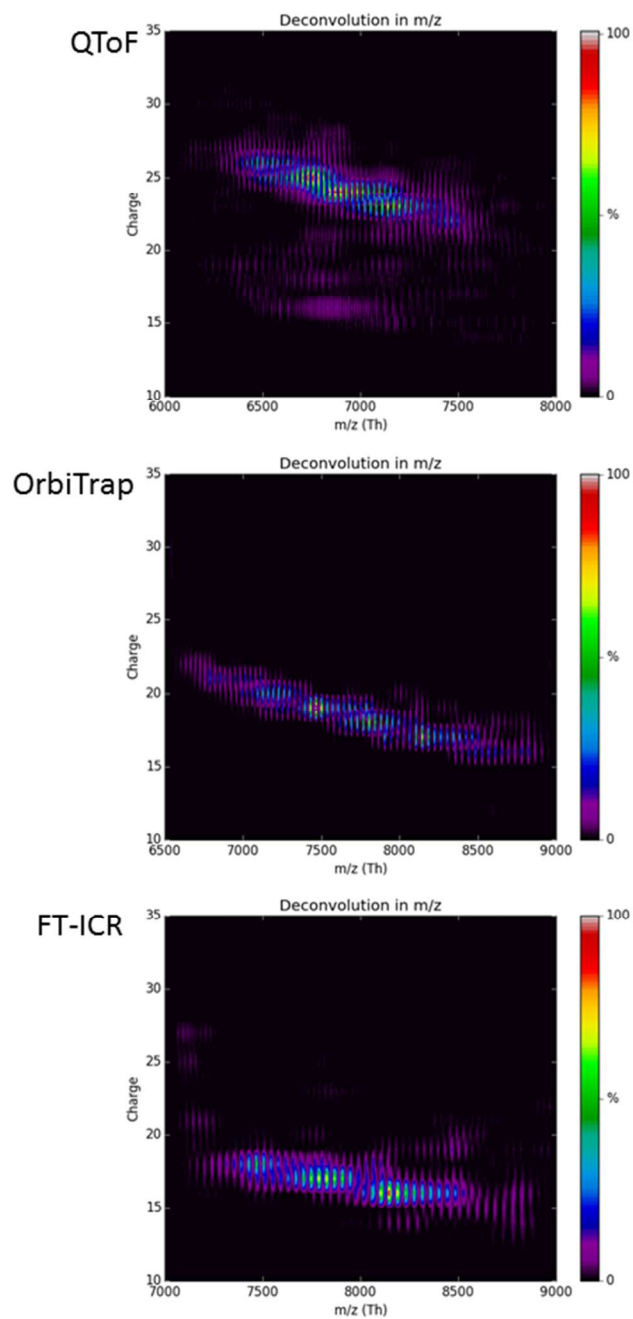 QToF
Deconvolution in m/z
35
30
25
20
15
10
Charge
6000 6500 7000 7500 8000
m/z (Th)
100
%
0
OrbiTrap
Deconvolution in m/z
35
30
25
20
15
10
Charge
6500 7000 7500 8000 8500 9000
m/z (Th)
100
%
0
FT-ICR
Deconvolution in m/z
35
30
25
20
15
10
Charge
7000 7500 8000 8500 9000
m/z (Th)
100
%
0